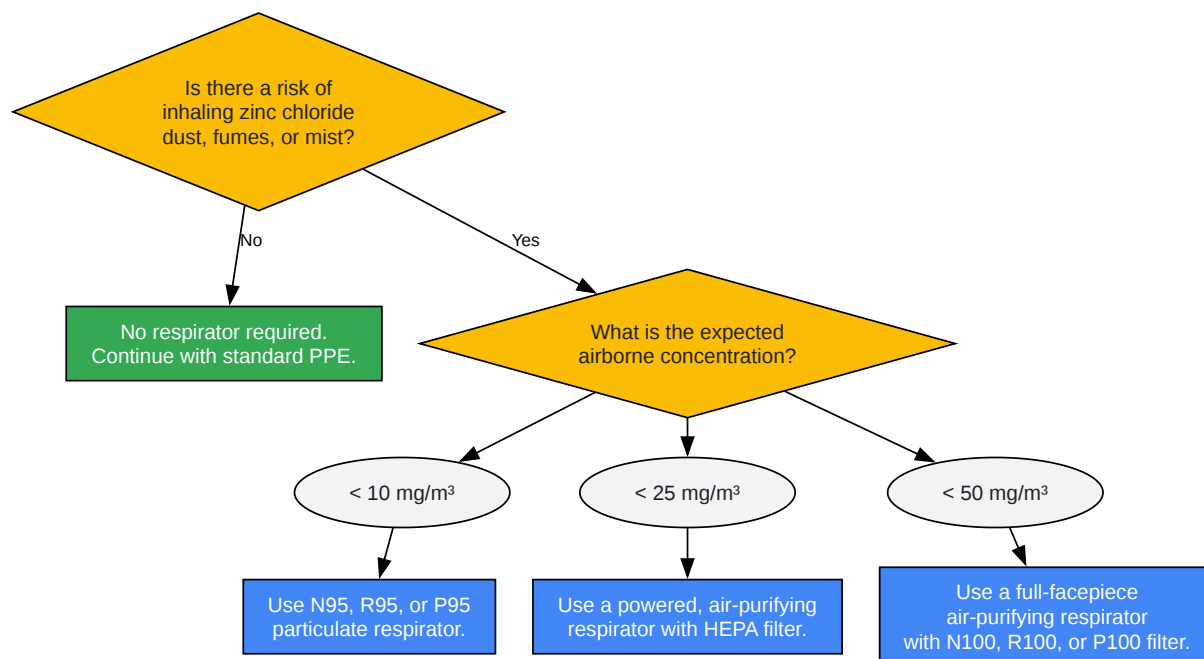 Is there a risk of
inhaling zinc chloride
dust, fumes, or mist?
No
Yes
No respirator required.
Continue with standard PPE.
What is the expected
airborne concentration?
< 10 mg/m³
< 25 mg/m³
< 50 mg/m³
Use N95, R95, or P95
particulate respirator.
Use a powered, air-purifying
respirator with HEPA filter.
Use a full-facepiece
air-purifying respirator
with N100, R100, or P100 filter.